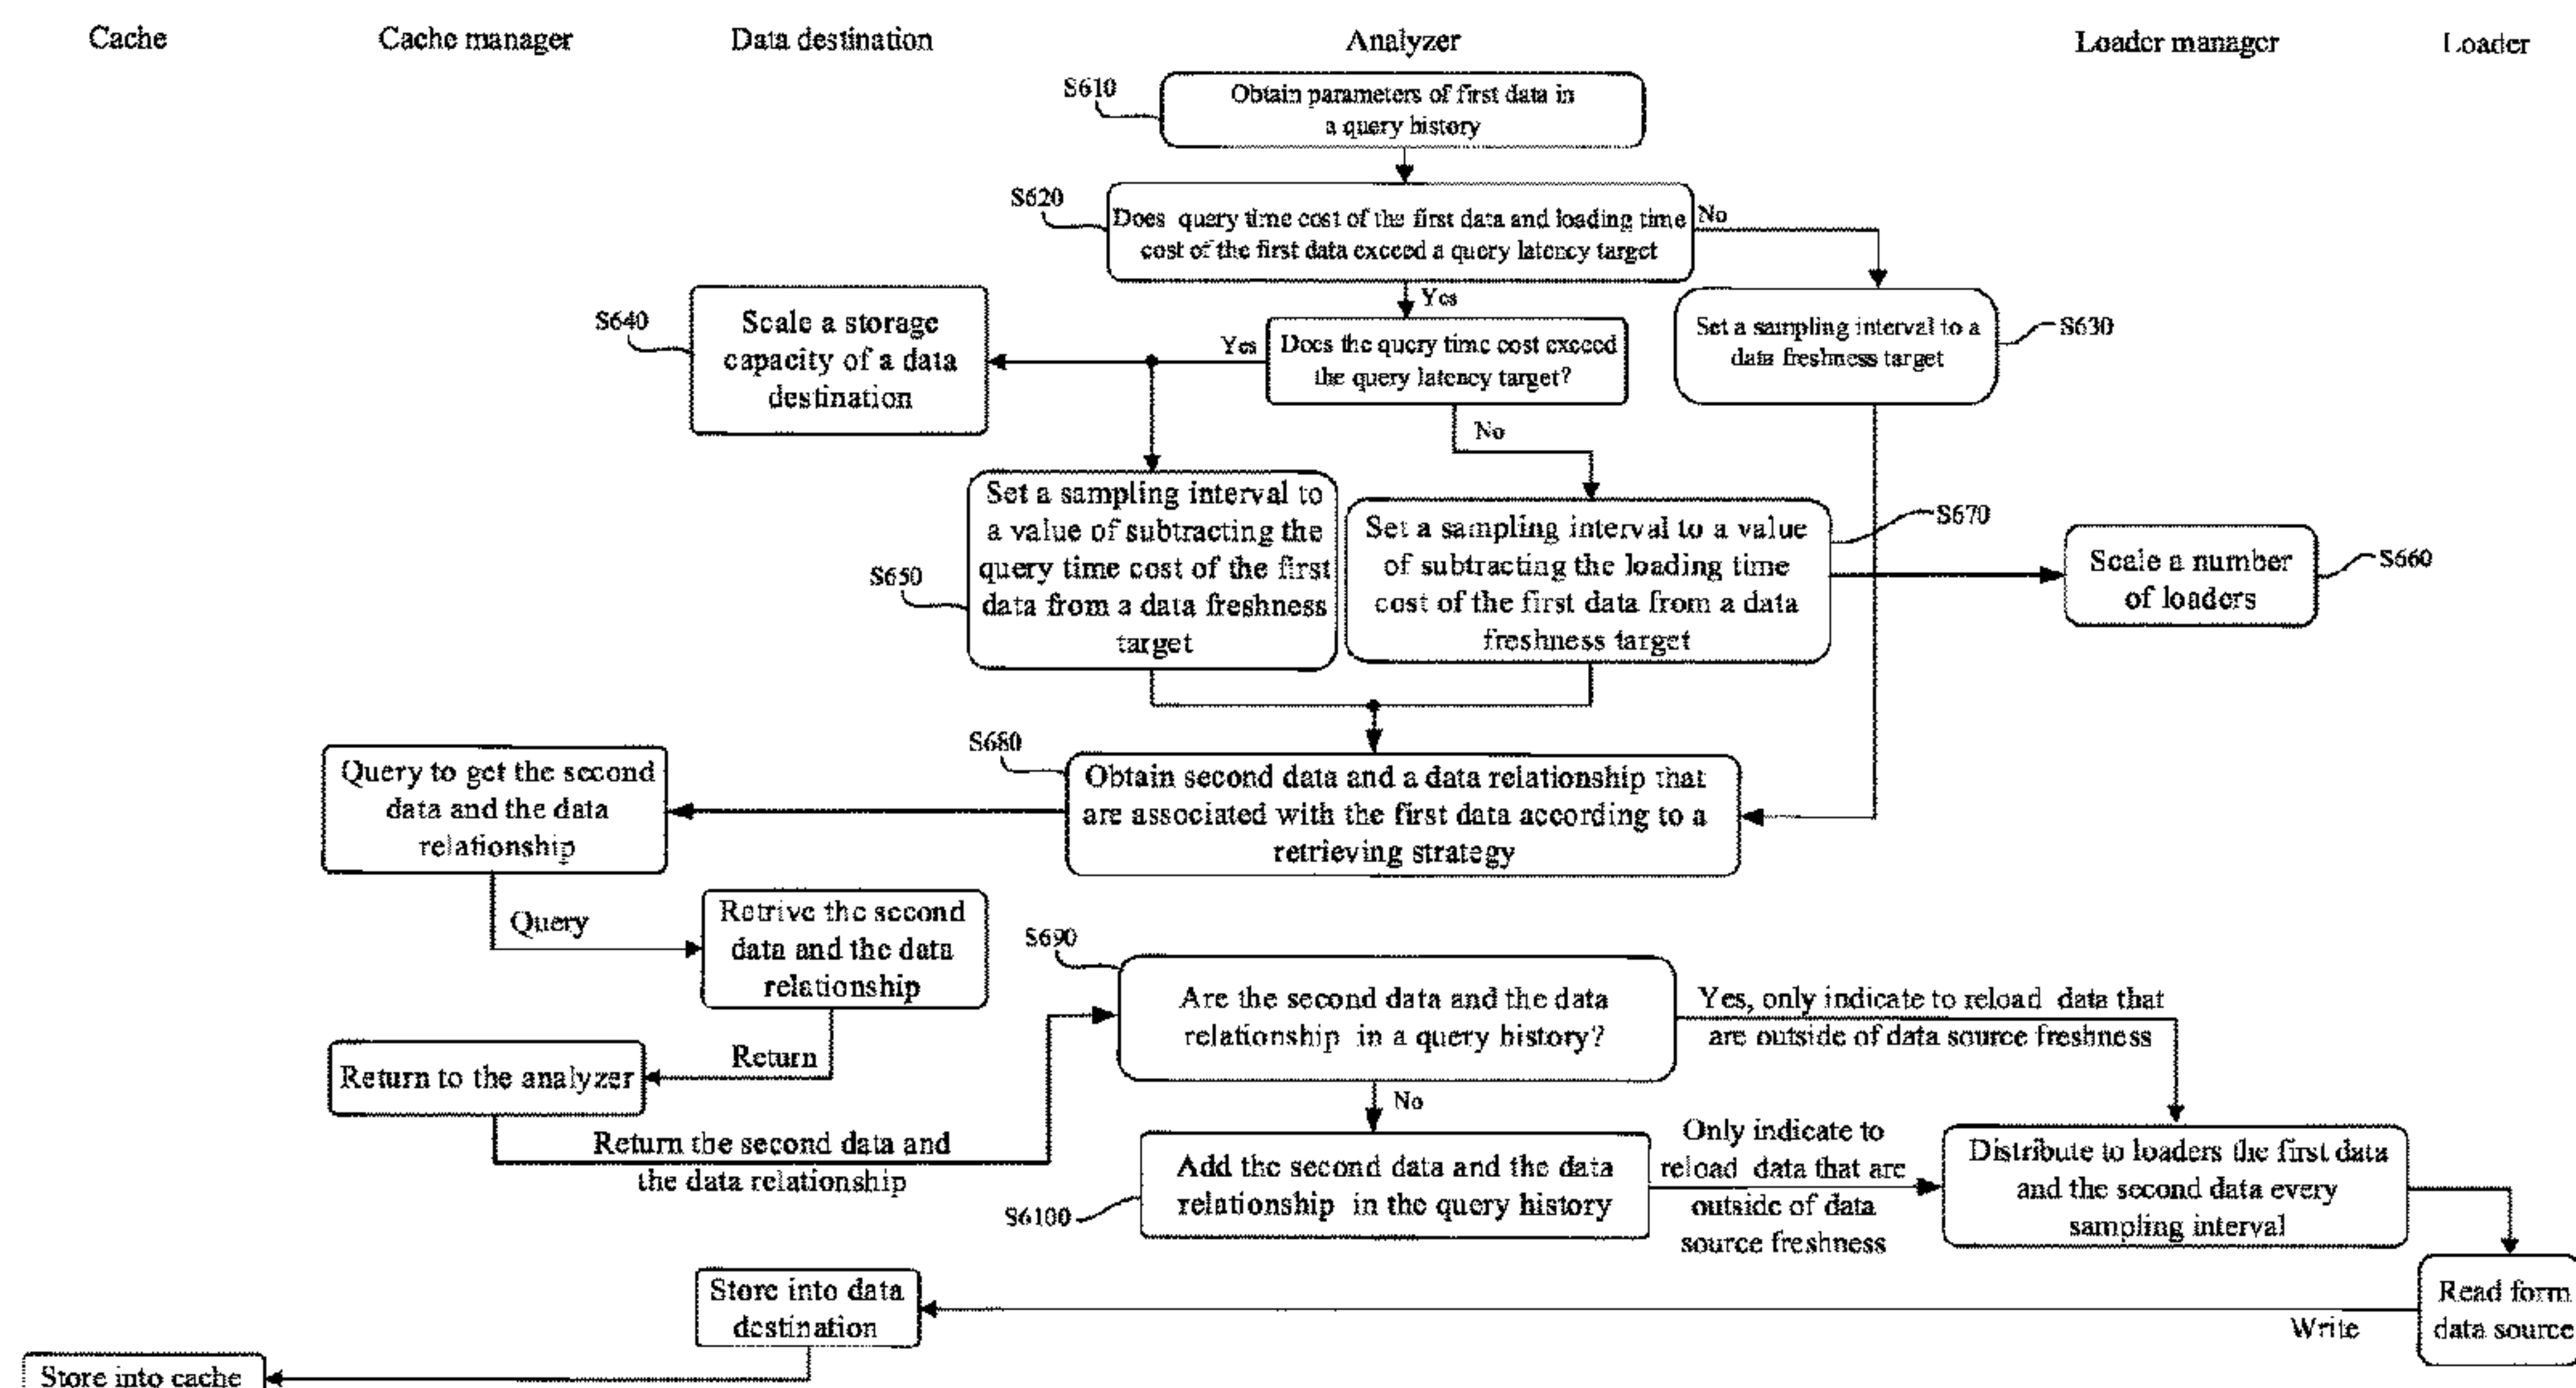 Cache
Cache manager
Data destination
Analyzer
Loader manager
Loader
S610
Obtain parameters of first data in
a query history
S620
Does query time cost of the first data and loading time
cost of the first data exceed a query latency target
No
Yes
S640
Scale a storage
capacity of a data
destination
Yes
Does the query time cost exceed
the query latency target?
Set a sampling interval to a
data freshness target
S630
No
S650
Set a sampling interval to
a value of subtracting the
query time cost of the first
data from a data freshness
target
Set a sampling interval to a value
of subtracting the loading time
cost of the first data from a data
freshness target
S670
Scale a number
of loaders
S660
S680
Query to get the second
data and the data
relationship
Obtain second data and a data relationship that
are associated with the first data according to a
retrieving strategy
Query
Retrive the second
data and the data
relationship
S690
Are the second data and the data
relationship in a query history?
Yes, only indicate to reload data that
are outside of data source freshness
Return to the analyzer
Return
No
Return the second data and
the data relationship
S6100
Add the second data and the data
relationship in the query history
Only indicate to
reload data that are
outside of data
source freshness
Distribute to loaders the first data
and the second data every
sampling interval
Store into data
destination
Write
Read form
data source
Store into cache